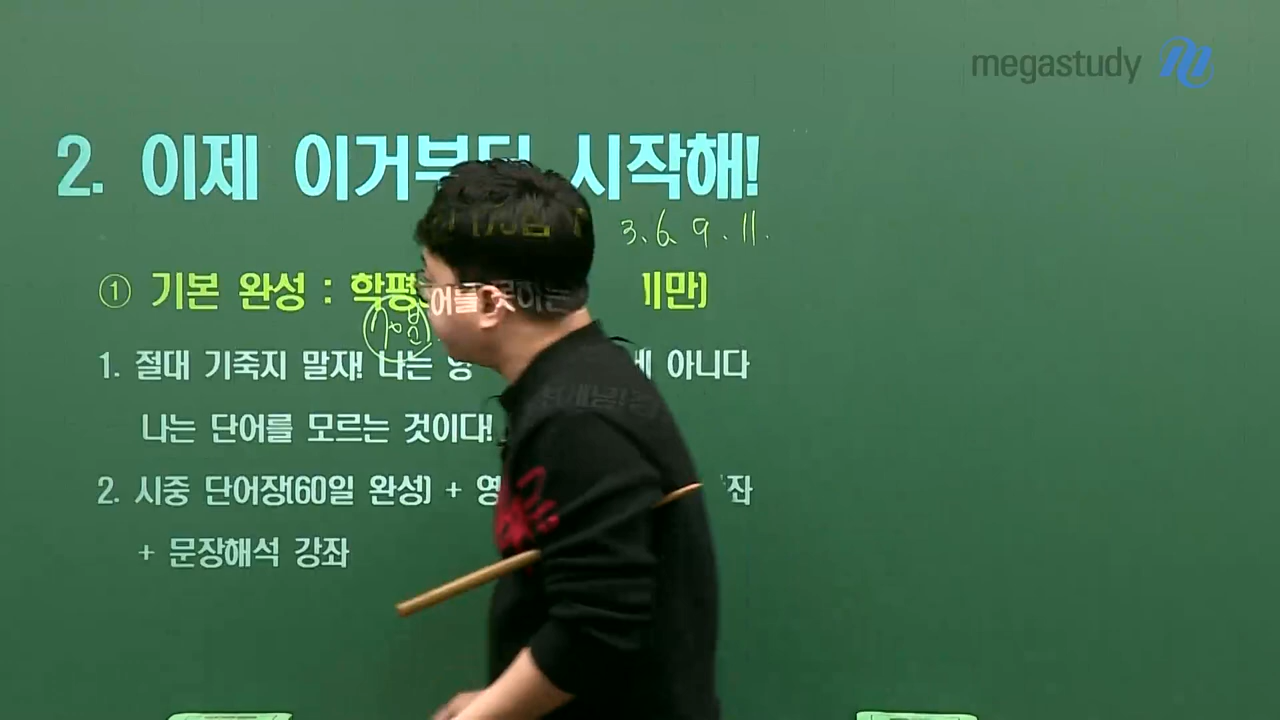 megastudy
2. 이제 이거부터 시작해!
3. 6. 9. 11.
① 기본 완성 : 학평 미만)
1. 절대 기죽지 말자! 나는 아니다
나는 단어를 모르는 것이다!
2. 시중 단어장(60일 완성) + 영
+ 문장해석 강좌